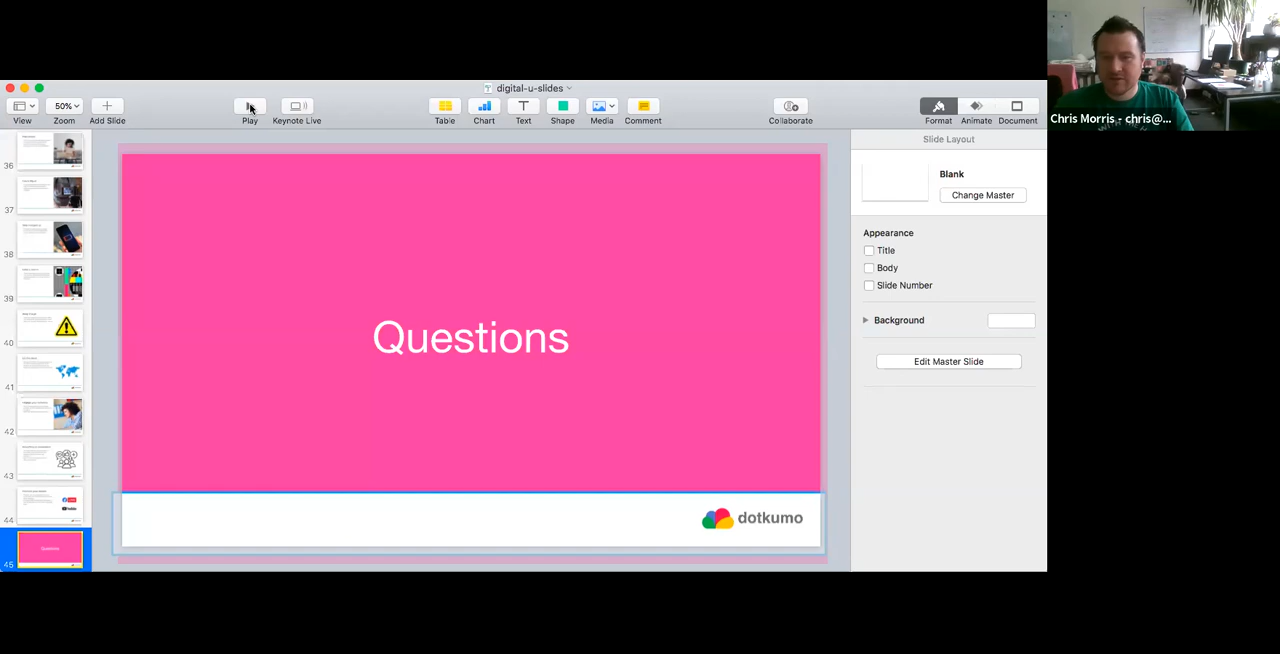 digital-u-slides
50%
View
Zoom
Add Slide
Play
Keynote Live
Table
Chart
Text
Shape
Media
Comment
Collaborate
Format
Animate
Document
Chris Morris - chris@...
36
37
38
39
40
41
42
43
44
45
Questions
dotkumo
Slide Layout
Blank
Change Master
Appearance
Title
Body
Slide Number
Background
Edit Master Slide